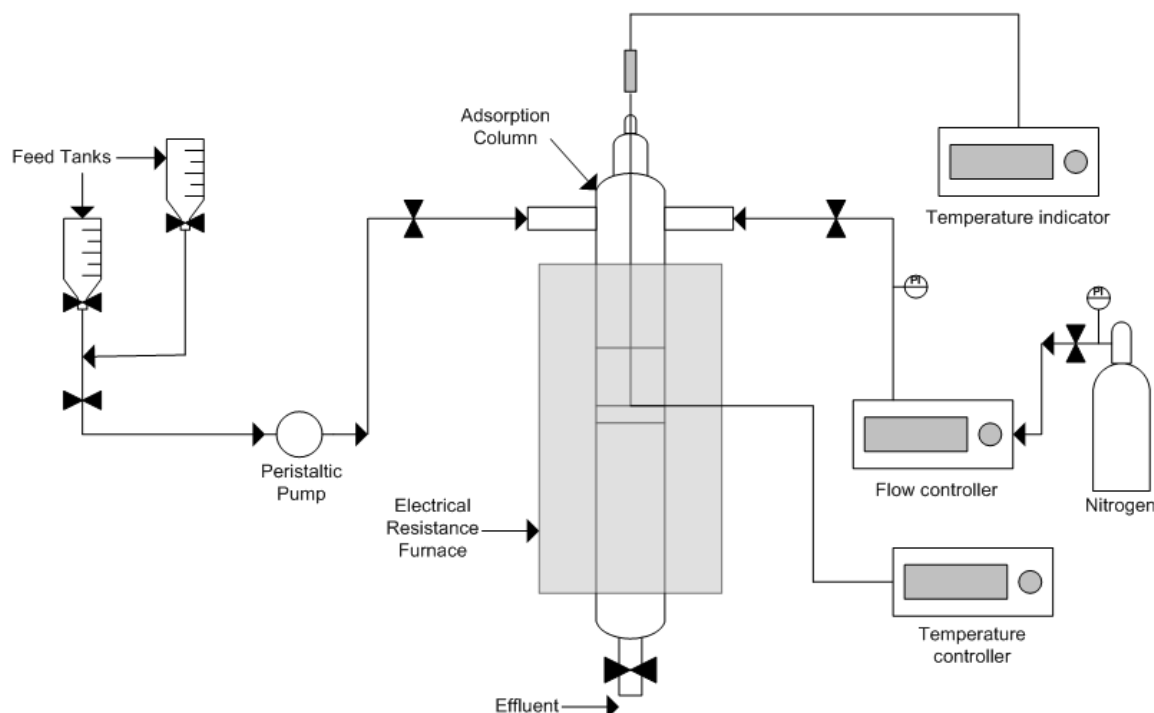 Adsorption
Column
Feed Tanks
Temperature indicator
PI
PI
Peristaltic
Pump
Flow controller
Nitrogen
Electrical
Resistance
Furnace
Temperature
controller
Effluent